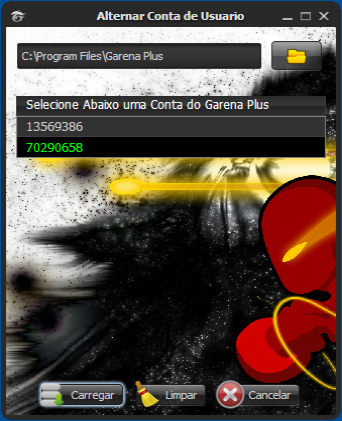 Alternar Conta de Usuario
C:\Program Files\Garena Plus
Selecione Abaixo uma Conta do Garena Plus
13569386
70290658
Carregar Limpar Cancelar